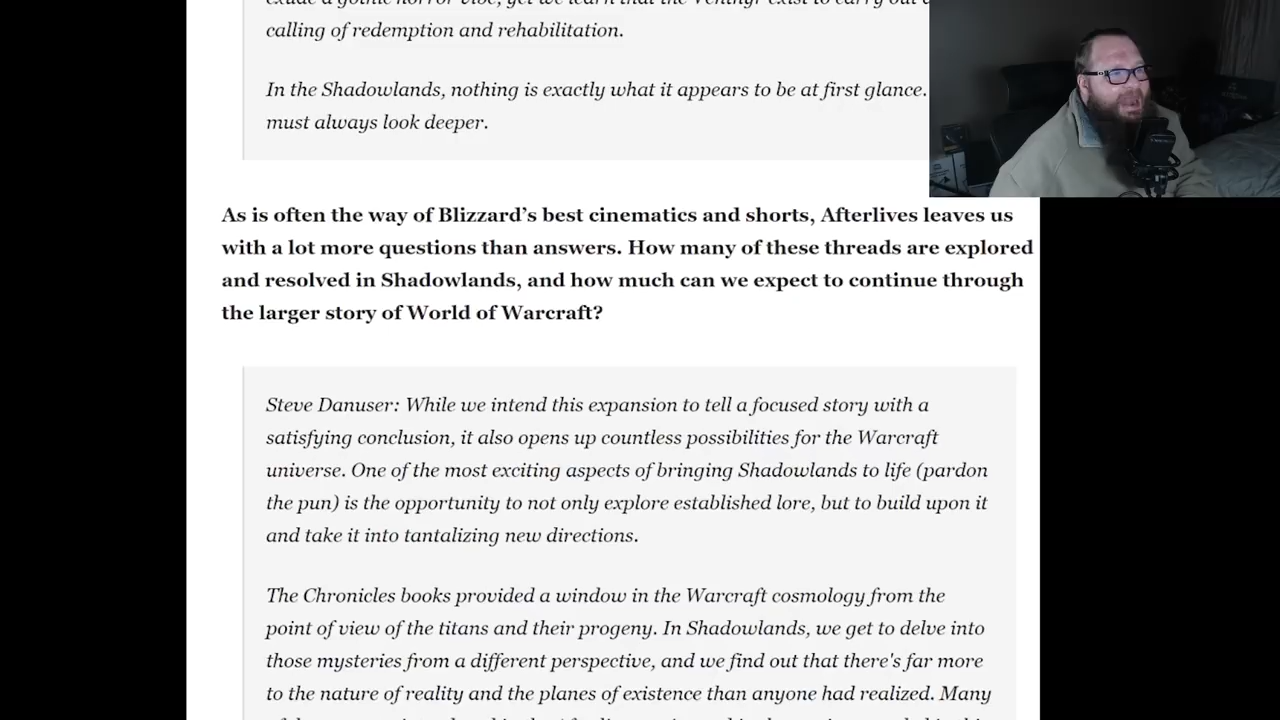 calling of redemption and rehabilitation.
In the Shadowlands, nothing is exactly what it appears to be at first glance.
must always look deeper.
As is often the way of Blizzard’s best cinematics and shorts, Afterlives leaves us
with a lot more questions than answers. How many of these threads are explored
and resolved in Shadowlands, and how much can we expect to continue through
the larger story of World of Warcraft?
Steve Danuser: While we intend this expansion to tell a focused story with a
satisfying conclusion, it also opens up countless possibilities for the Warcraft
universe. One of the most exciting aspects of bringing Shadowlands to life (pardon
the pun) is the opportunity to not only explore established lore, but to build upon it
and take it into tantalizing new directions.
The Chronicles books provided a window in the Warcraft cosmology from the
point of view of the titans and their progeny. In Shadowlands, we get to delve into
those mysteries from a different perspective, and we find out that there's far more
to the nature of reality and the planes of existence than anyone had realized. Many